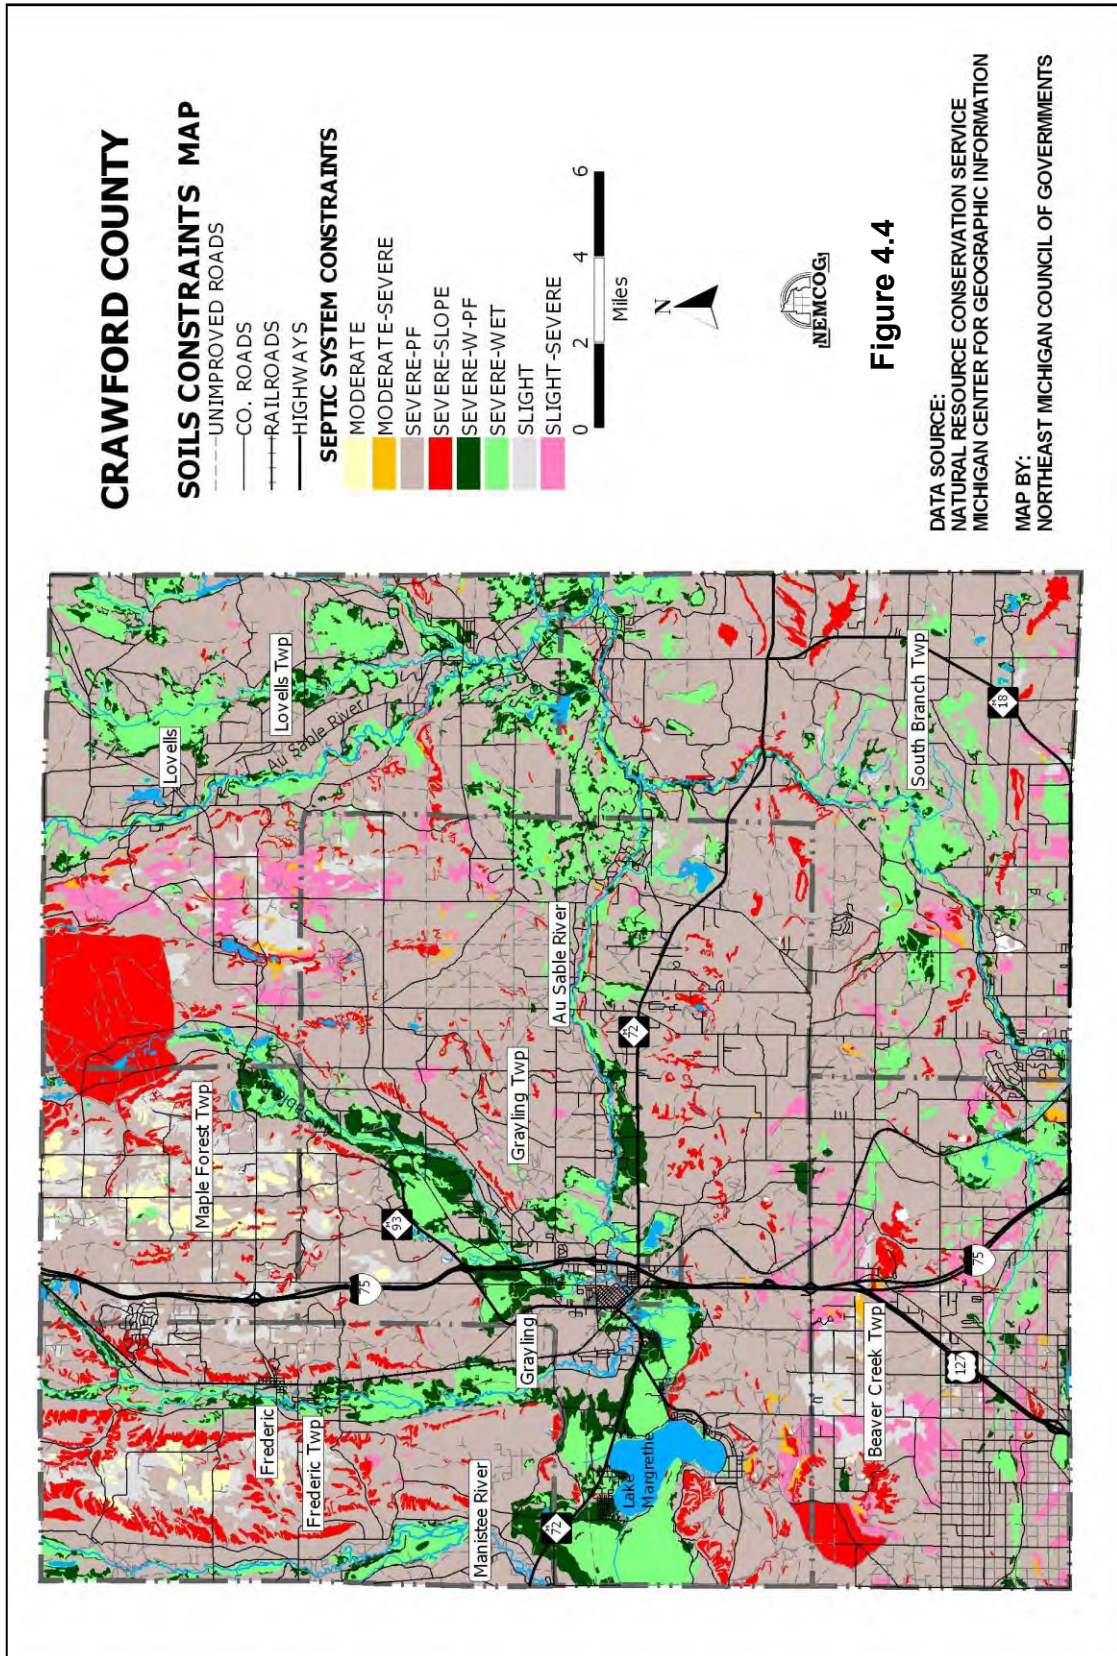 CRAWFORD COUNTY
SOILS CONSTRAINTS MAP
UNIMPROVED ROADS
CO. ROADS
RAILROADS
HIGHWAYS
SEPTIC SYSTEM CONSTRAINTS
MODERATE
MODERATE-SEVERE
SEVERE-PF
SEVERE-SLOPE
SEVERE-W-PF
SEVERE-WET
SLIGHT
SLIGHT-SEVERE
0 2 4 6
Miles
N
NEMCOG
Figure 4.4
DATA SOURCE:
NATURAL RESOURCE CONSERVATION SERVICE
MICHIGAN CENTER FOR GEOGRAPHIC INFORMATION
MAP BY:
NORTHEAST MICHIGAN COUNCIL OF GOVERMMENTS
Lovells
Lovells Twp
Au Sable River
Maple Forest Twp
Sable
M
93
75
Frederic
Frederic Twp
Grayling Twp
Au Sable River
M
72
Grayling
Manistee River
M
72
Lake
Margrethe
Beaver Creek Twp
75
127
South Branch Twp
M
18